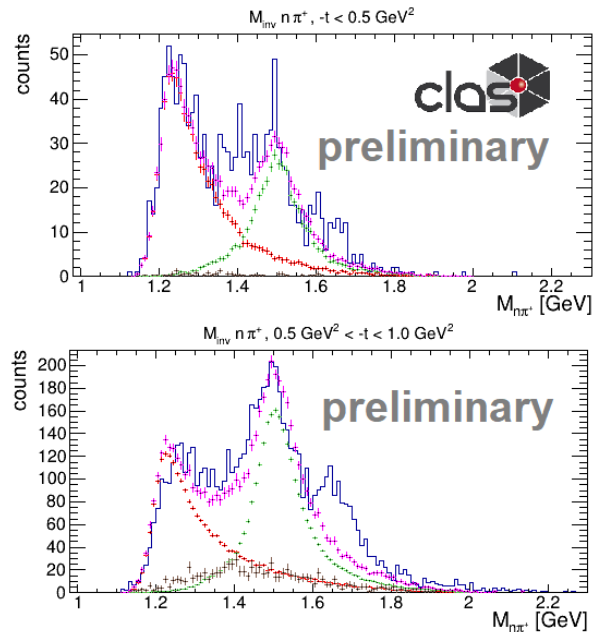 M_inv n π⁺, -t < 0.5 GeV²
counts
50
40
30
20
10
0
clas
preliminary
1 1.2 1.4 1.6 1.8 2 2.2
M_nπ⁺ [GeV]
M_inv n π⁺, 0.5 GeV² < -t < 1.0 GeV²
counts
200
180
160
140
120
100
80
60
40
20
0
preliminary
1 1.2 1.4 1.6 1.8 2 2.2
M_nπ⁺ [GeV]